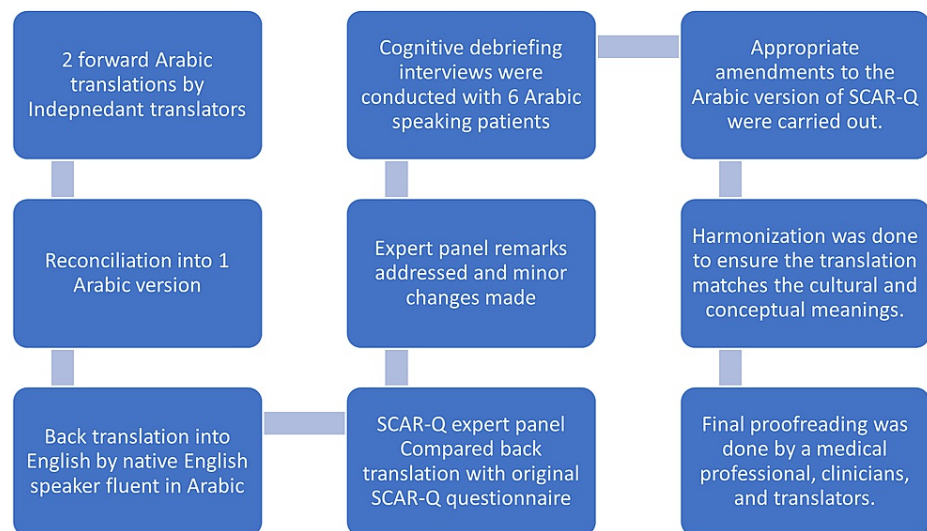 2 forward Arabic
translations by
Indepnedant translators
Reconciliation into 1
Arabic version
Back translation into
English by native English
speaker fluent in Arabic
SCAR-Q expert panel
Compared back
translation with original
SCAR-Q questionnaire
Expert panel remarks
addressed and minor
changes made
Cognitive debriefing
interviews were
conducted with 6 Arabic
speaking patients
Appropriate
amendments to the
Arabic version of SCAR-Q
were carried out.
Harmonization was done
to ensure the translation
matches the cultural and
conceptual meanings.
Final proofreading was
done by a medical
professional, clinicians,
and translators.